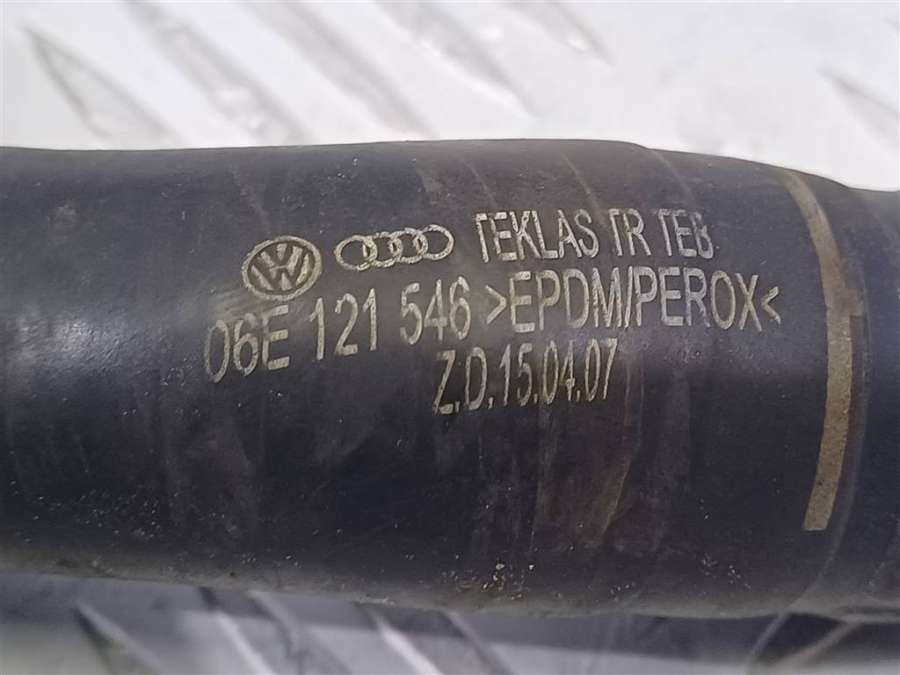 TEKLAS TR TEB
06E 121 546 >EPDM/PEROX<
Z.D.15.04.07